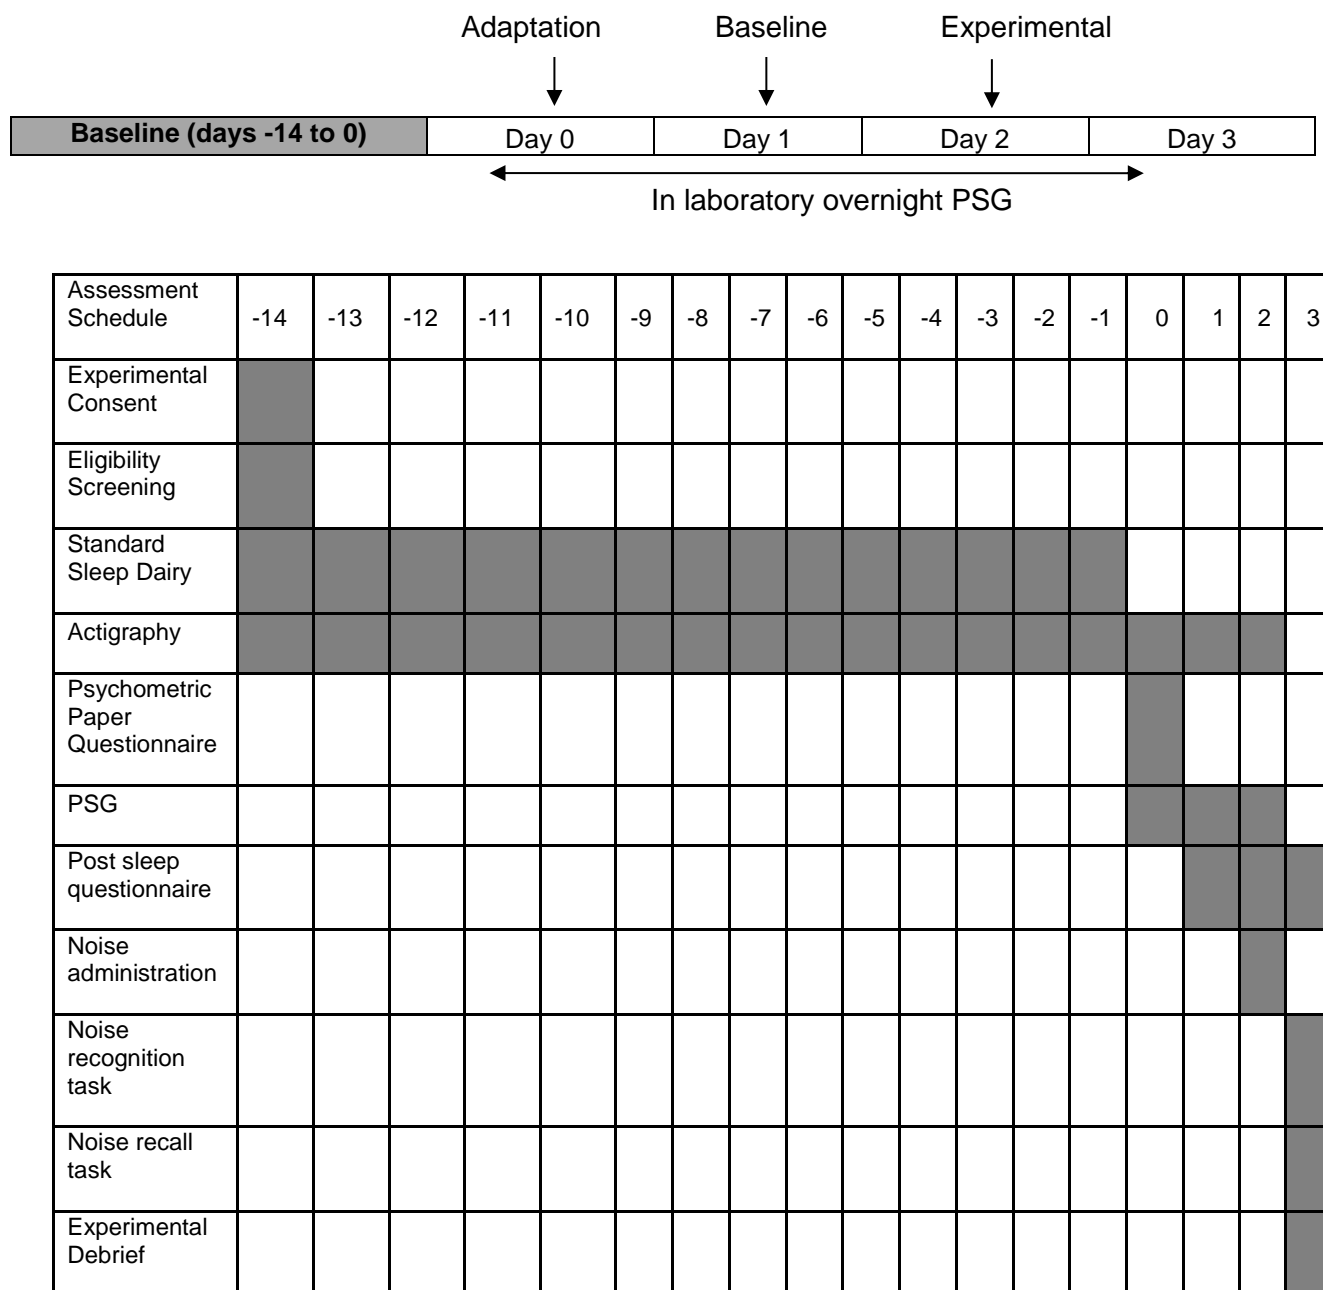 Adaptation Baseline Experimental
Baseline (days -14 to 0) Day 0 Day 1 Day 2 Day 3
In laboratory overnight PSG
Assessment
Schedule -14 -13 -12 -11 -10 -9 -8 -7 -6 -5 -4 -3 -2 -1 0 1 2 3
Experimental
Consent
Eligibility
Screening
Standard
Sleep Dairy
Actigraphy
Psychometric
Paper
Questionnaire
PSG
Post sleep
questionnaire
Noise
administration
Noise
recognition
task
Noise recall
task
Experimental
Debrief